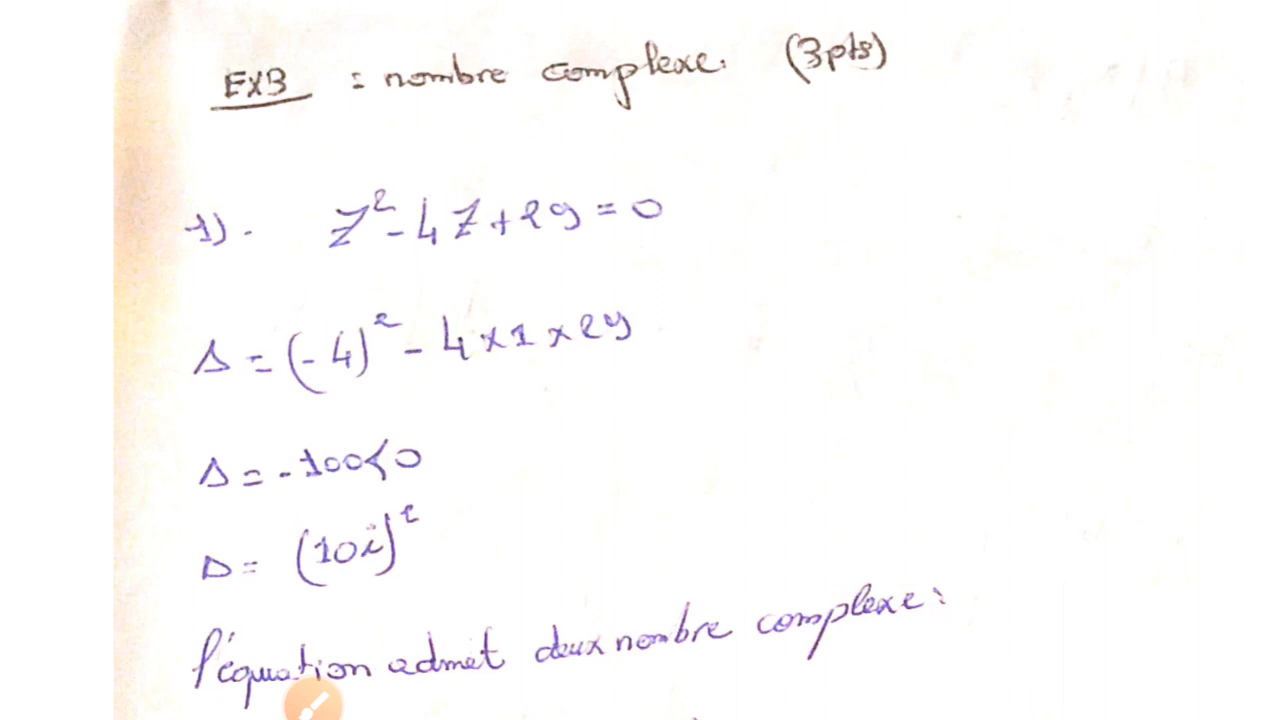 EX3 : nombre complexe. (3pts)
1). Z² - 4Z + 29 = 0
Δ = (-4)² - 4 × 1 × 29
Δ = -100 < 0
Δ = (10i)²
l'équation admet deux nombre complexe :